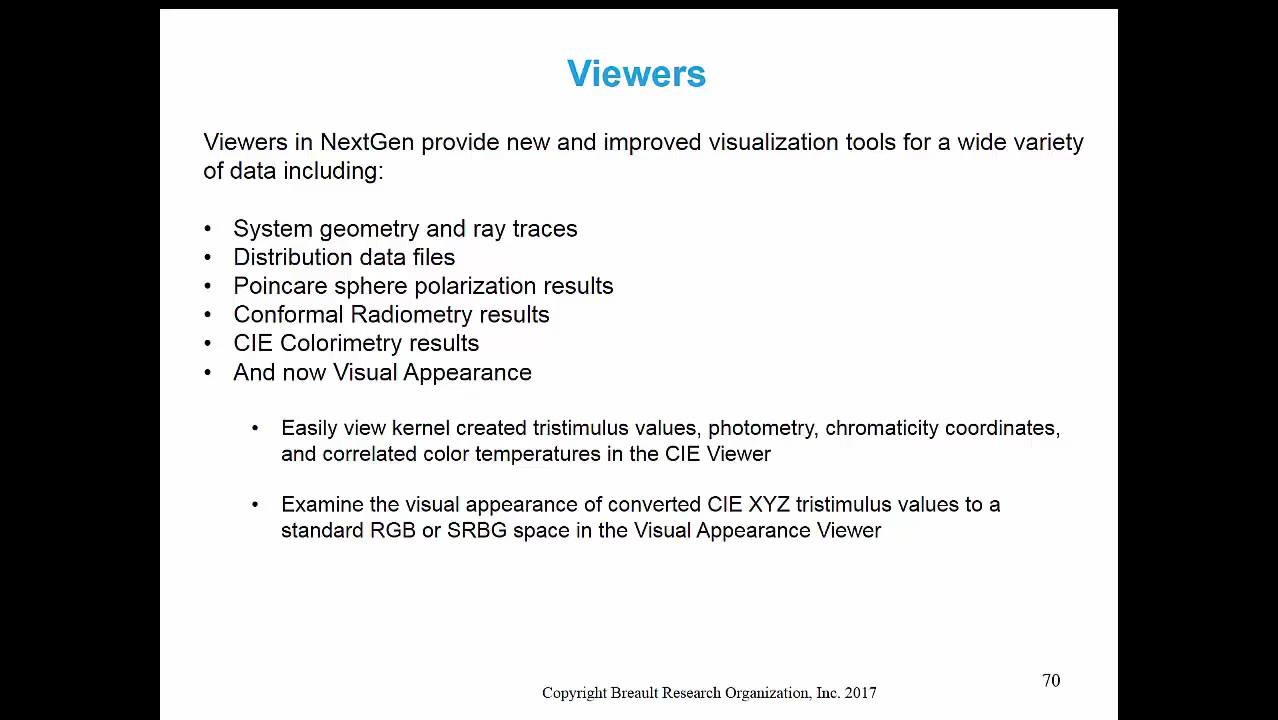 Viewers
Viewers in NextGen provide new and improved visualization tools for a wide variety
of data including:
• System geometry and ray traces
• Distribution data files
• Poincare sphere polarization results
• Conformal Radiometry results
• CIE Colorimetry results
• And now Visual Appearance
• Easily view kernel created tristimulus values, photometry, chromaticity coordinates,
and correlated color temperatures in the CIE Viewer
• Examine the visual appearance of converted CIE XYZ tristimulus values to a
standard RGB or SRBG space in the Visual Appearance Viewer
70
Copyright Breault Research Organization, Inc. 2017